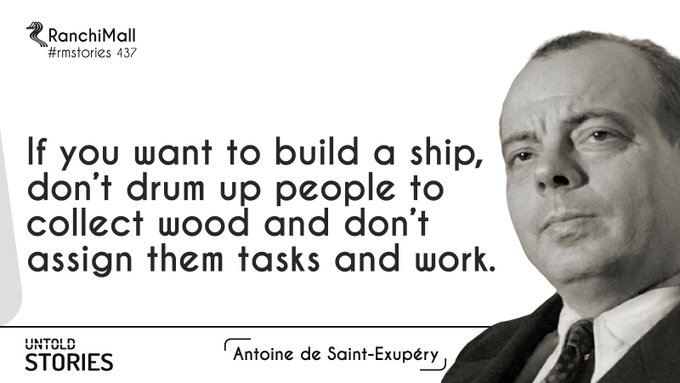 RanchiMall
#rmstories 437
If you want to build a ship,
don't drum up people to
collect wood and don't
assign them tasks and work.
UNTOLD
STORIES
Antoine de Saint-Exupéry